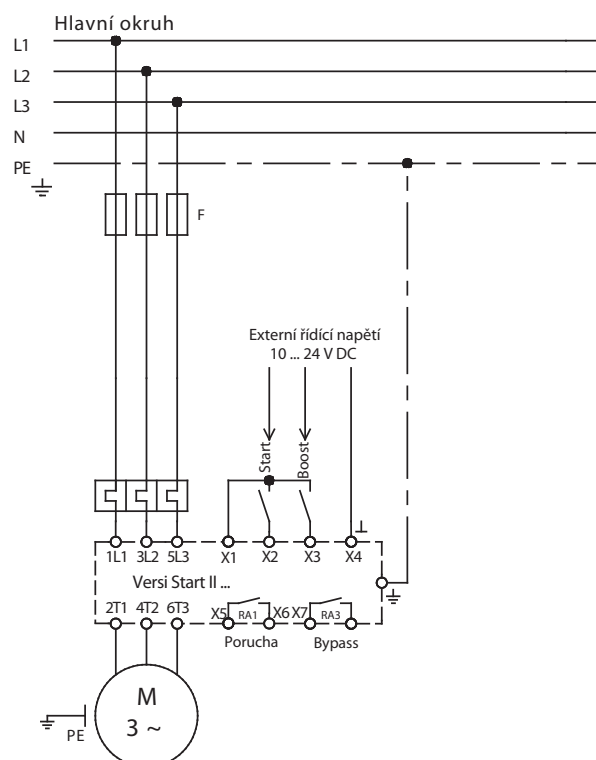 Hlavní okruh
L1
L2
L3
N
PE
F
Externí řídící napětí
10 ... 24 V DC
Start
Boost
1L1 3L2 5L3 X1 X2 X3 X4
Versi Start II ...
2T1 4T2 6T3 X5 RA1 X6 X7 RA3
Porucha Bypass
M
3 ~
PE